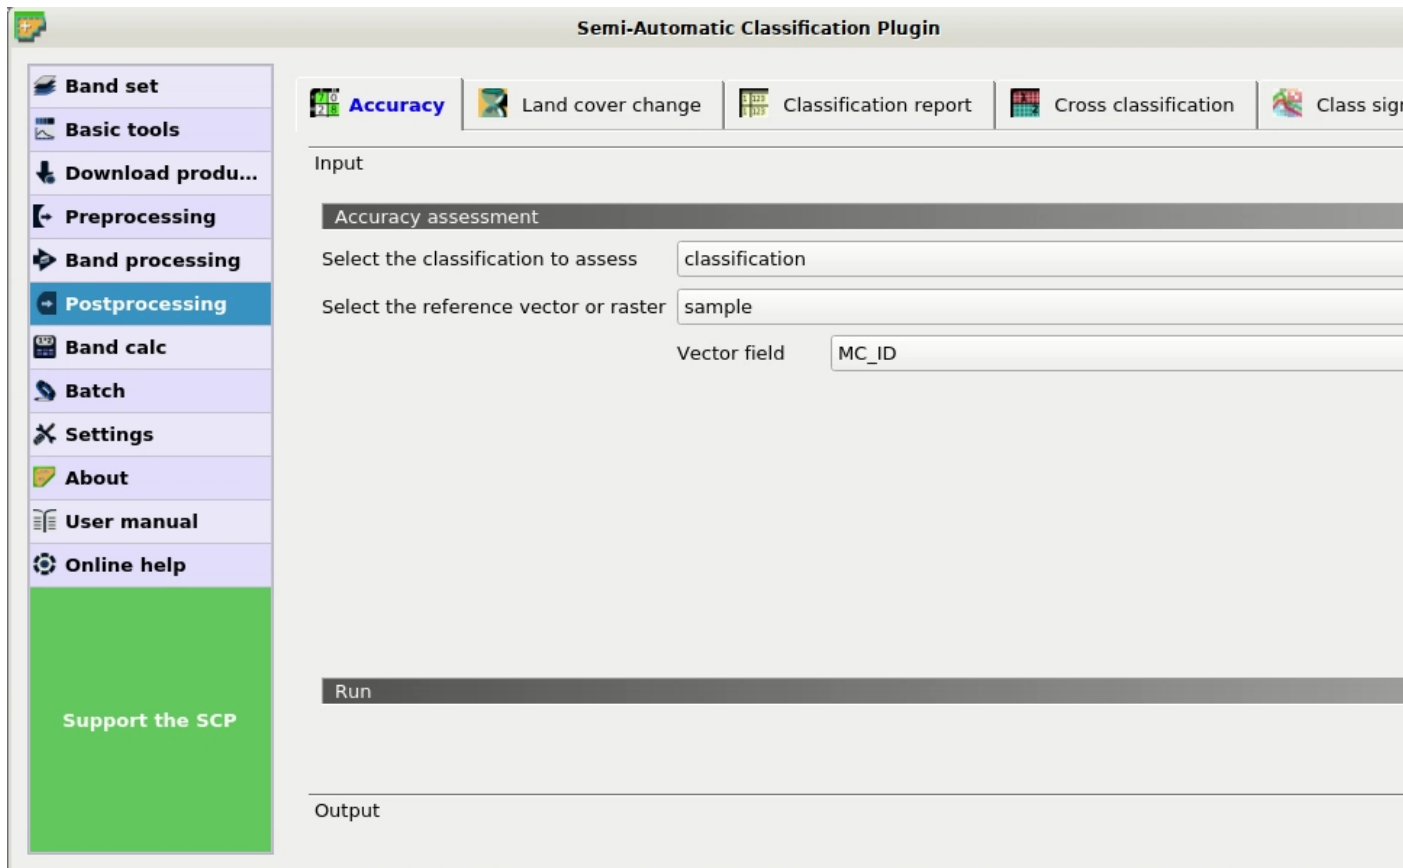 Semi-Automatic Classification Plugin
Band set
Basic tools
Download produ...
Preprocessing
Band processing
Postprocessing
Band calc
Batch
Settings
About
User manual
Online help
Support the SCP
Accuracy Land cover change Classification report Cross classification Class sig
Input
Accuracy assessment
Select the classification to assess classification
Select the reference vector or raster sample
Vector field MC_ID
Run
Output